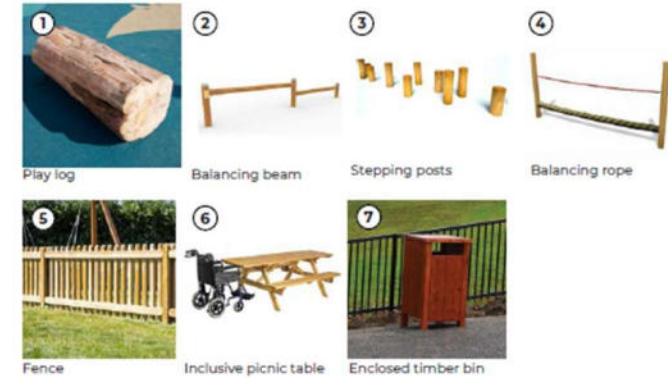 1
2
3
4
Play log
Balancing beam
Stepping posts
Balancing rope
5
6
7
Fence
Inclusive picnic table
Enclosed timber bin